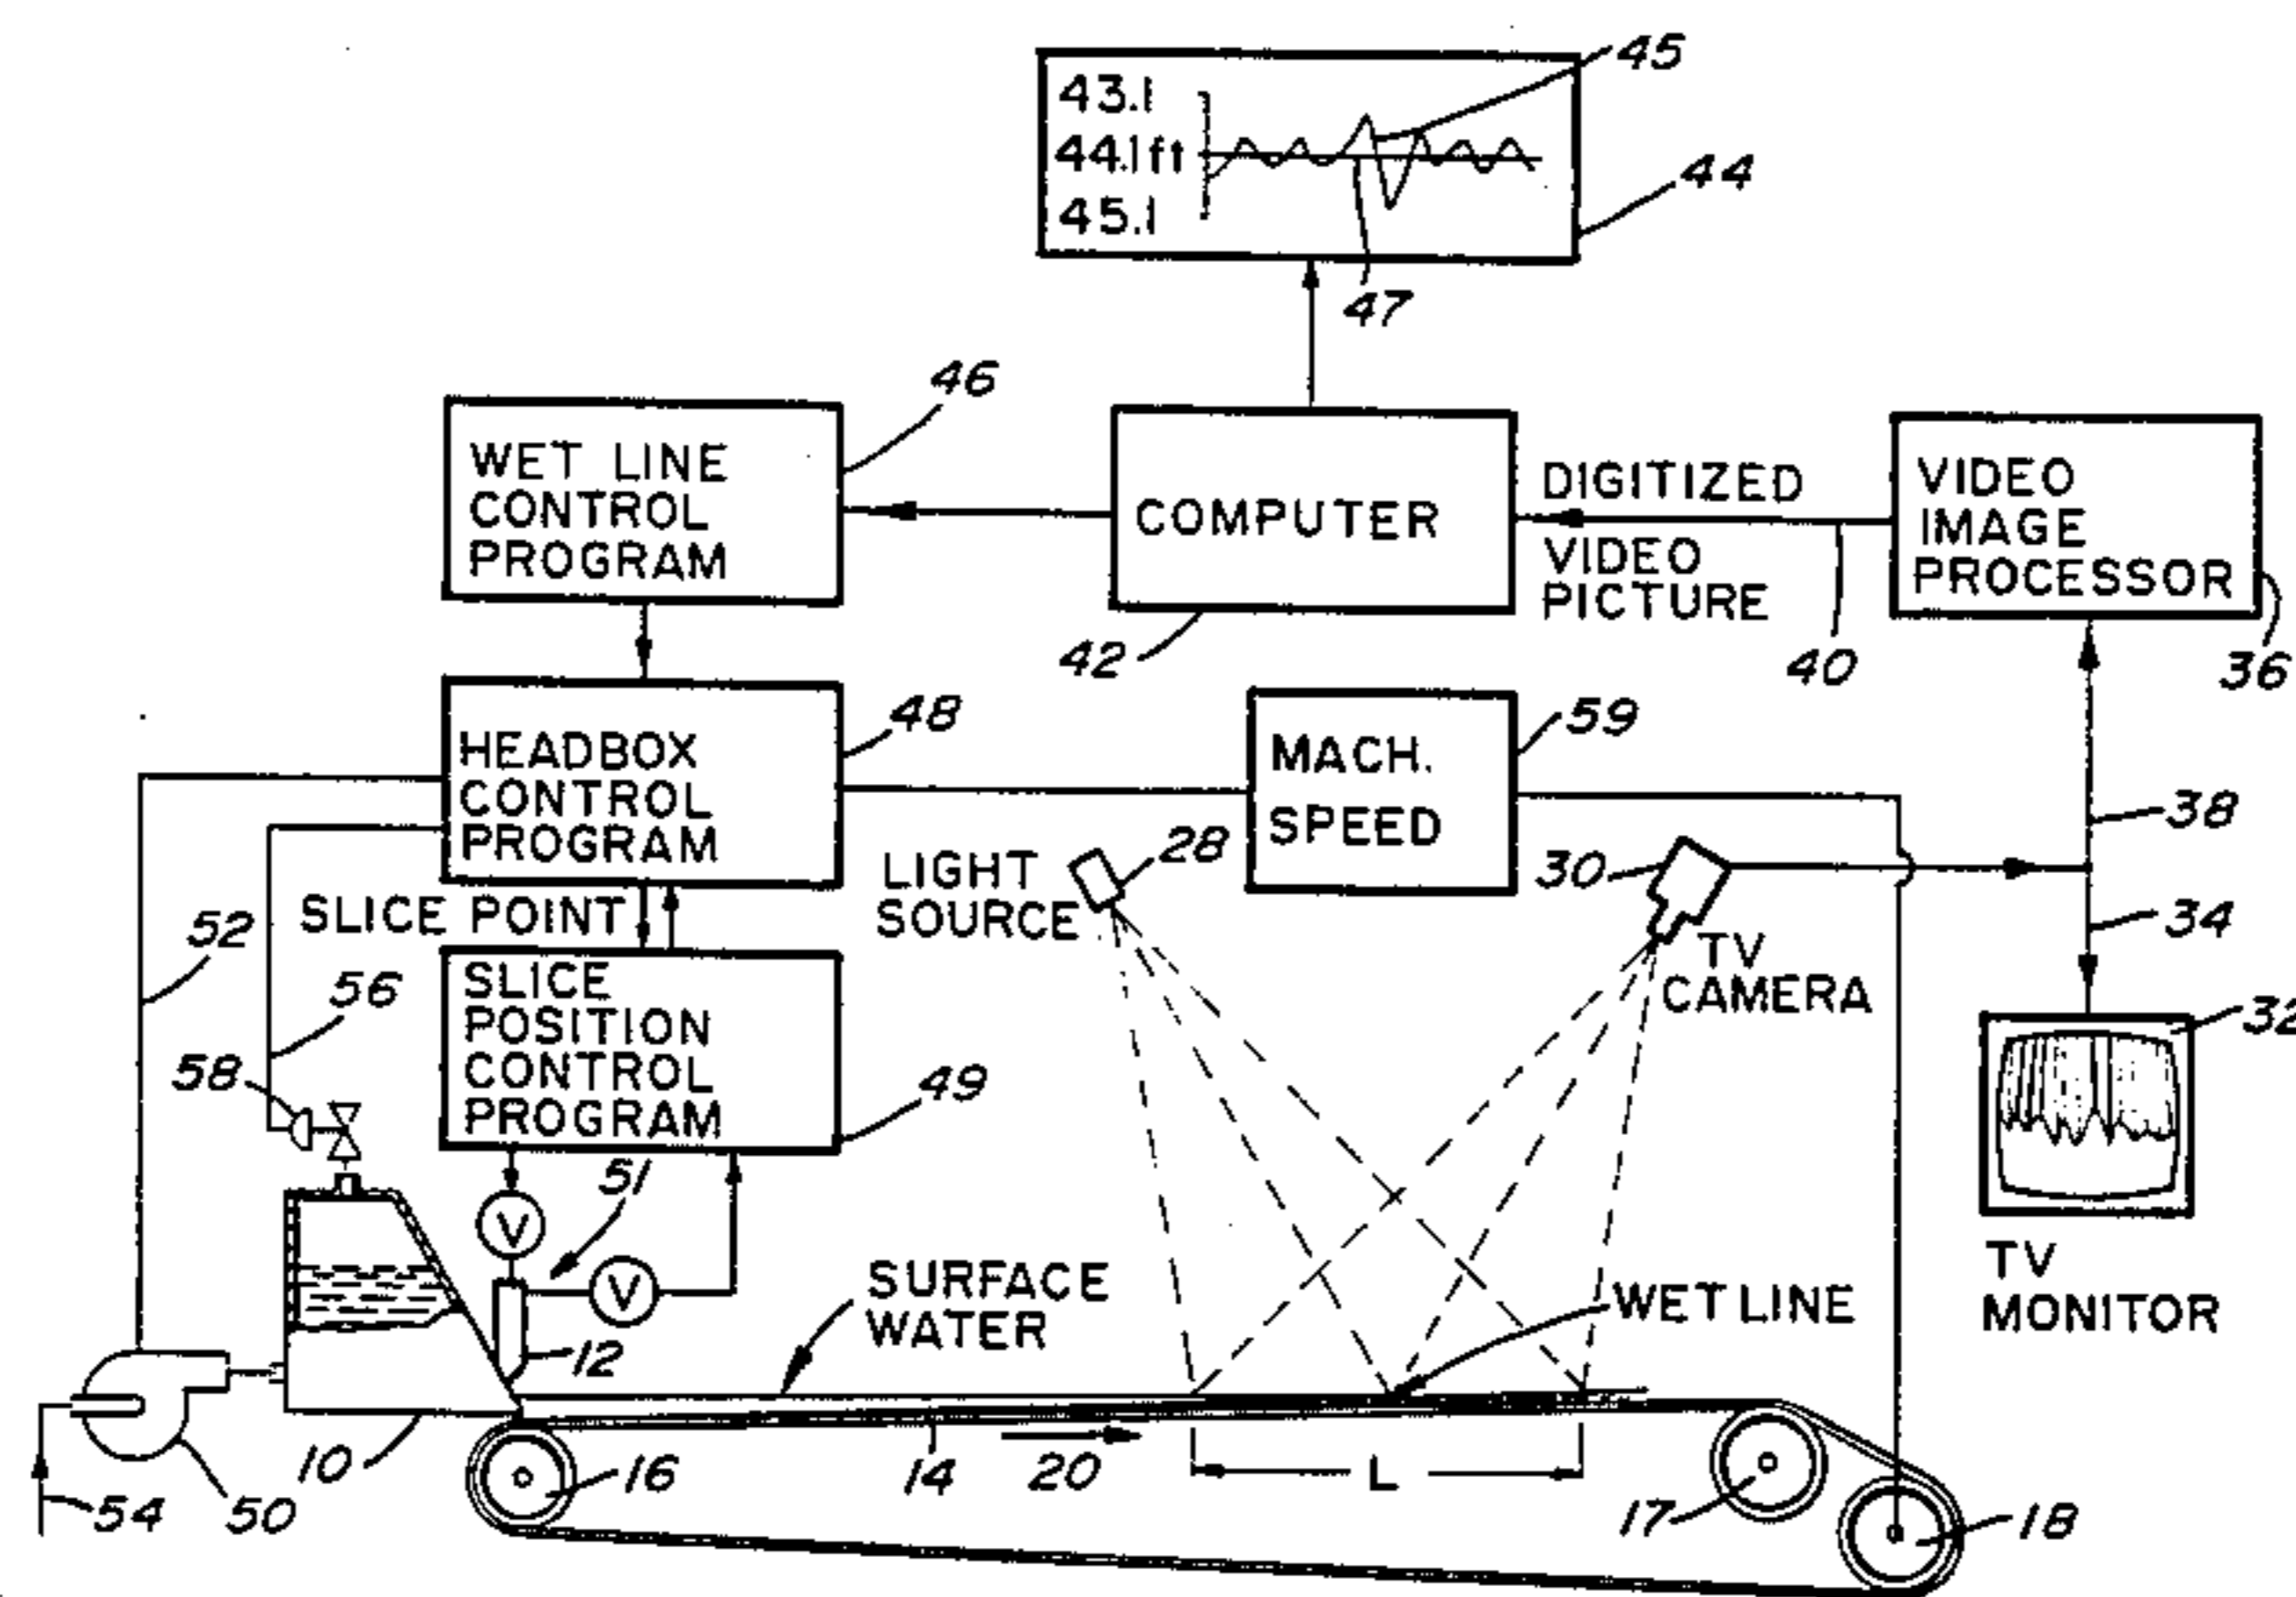 45
43.1
44.1ft
45.1
44
47
46
WET LINE
CONTROL
PROGRAM
COMPUTER
42
DIGITIZED
VIDEO
PICTURE
40
VIDEO
IMAGE
PROCESSOR
36
HEADBOX
CONTROL
PROGRAM
48
MACH.
SPEED
59
38
34
LIGHT
SOURCE
28
30
TV
CAMERA
32
TV
MONITOR
52
SLICE POINT
56
58
SLICE
POSITION
CONTROL
PROGRAM
49
51
V
V
12
SURFACE
WATER
WET LINE
54
50
10
16
14
20
L
17
18